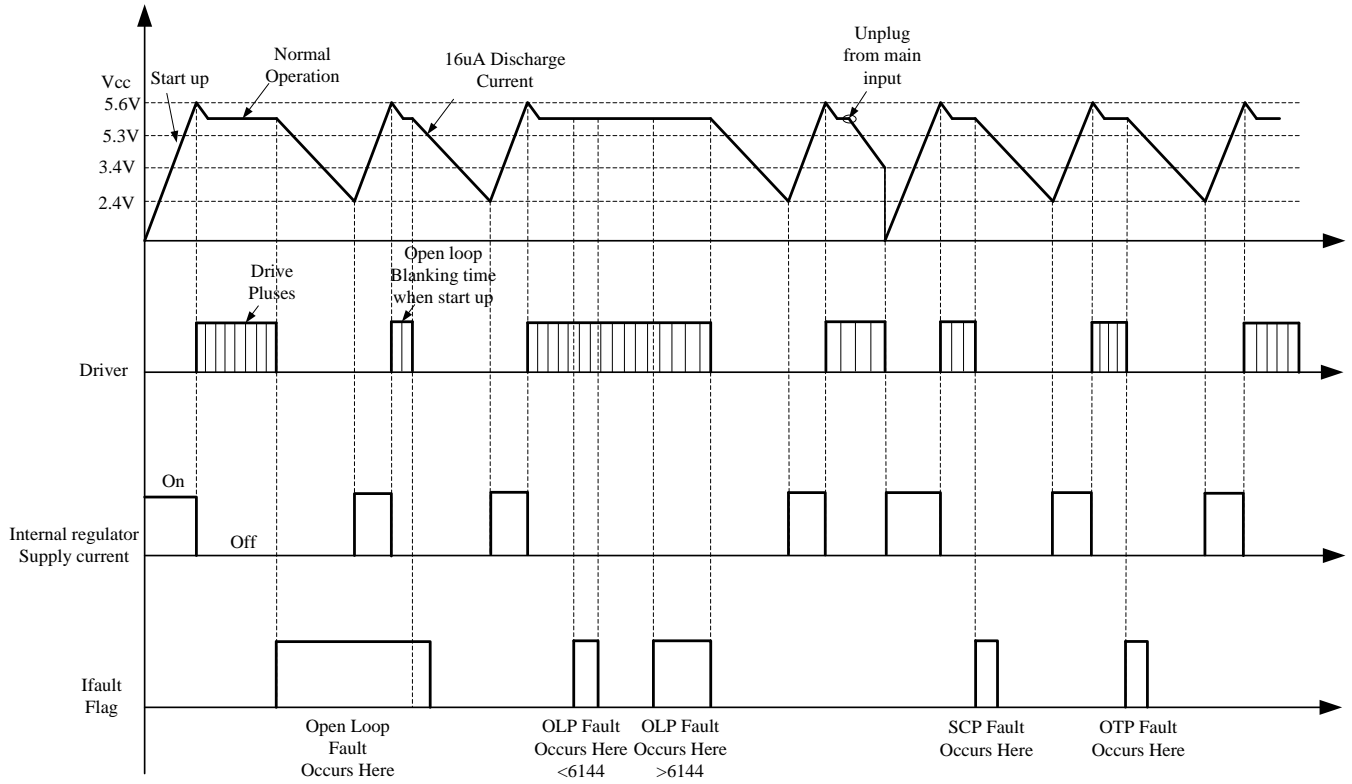 Unplug
from main
input
Normal
Operation
16uA Discharge
Current
Vcc
Start up
5.6V
5.3V
3.4V
2.4V
Open loop
Blanking time
when start up
Drive
Pluses
Driver
On
Off
Internal regulator
Supply current
Ifault
Flag
Open Loop
Fault
Occurs Here
OLP Fault
Occurs Here
<6144
OLP Fault
Occurs Here
>6144
SCP Fault
Occurs Here
OTP Fault
Occurs Here